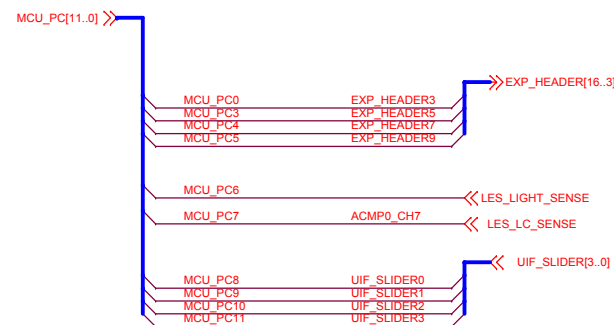 MCU_PC[11..0]
EXP_HEADER[16..3]
MCU_PC0 EXP_HEADER3
MCU_PC3 EXP_HEADER5
MCU_PC4 EXP_HEADER7
MCU_PC5 EXP_HEADER9
MCU_PC6 LES_LIGHT_SENSE
MCU_PC7 ACMP0_CH7 LES_LC_SENSE
UIF_SLIDER[3..0]
MCU_PC8 UIF_SLIDER0
MCU_PC9 UIF_SLIDER1
MCU_PC10 UIF_SLIDER2
MCU_PC11 UIF_SLIDER3